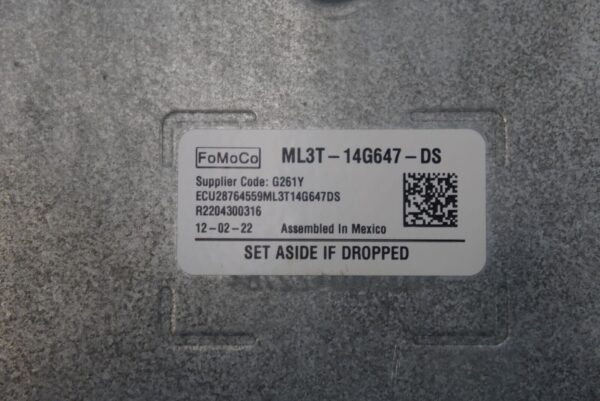 FoMoCo ML3T-14G647-DS
Supplier Code: G261Y
ECU28764559ML3T14G647DS
R2204300316
12-02-22 Assembled In Mexico
SET ASIDE IF DROPPED